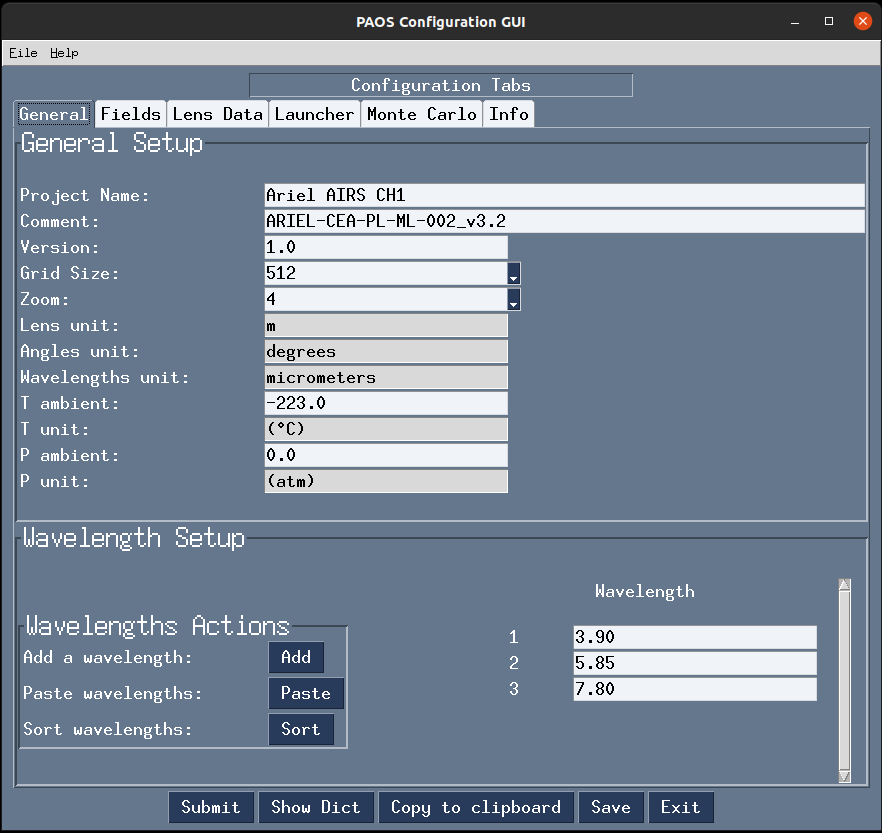 PAOS Configuration GUI
File Help
Configuration Tabs
General Fields Lens Data Launcher Monte Carlo Info
General Setup
Project Name: Ariel AIRS CH1
Comment: ARIEL-CEA-PL-ML-002_v3.2
Version: 1.0
Grid Size: 512
Zoom: 4
Lens unit: m
Angles unit: degrees
Wavelengths unit: micrometers
T ambient: -223.0
T unit: (°C)
P ambient: 0.0
P unit: (atm)
Wavelength Setup
Wavelength
Wavelengths Actions
1 3.90
Add a wavelength: Add
2 5.85
Paste wavelengths: Paste
3 7.80
Sort wavelengths: Sort
Submit Show Dict Copy to clipboard Save Exit